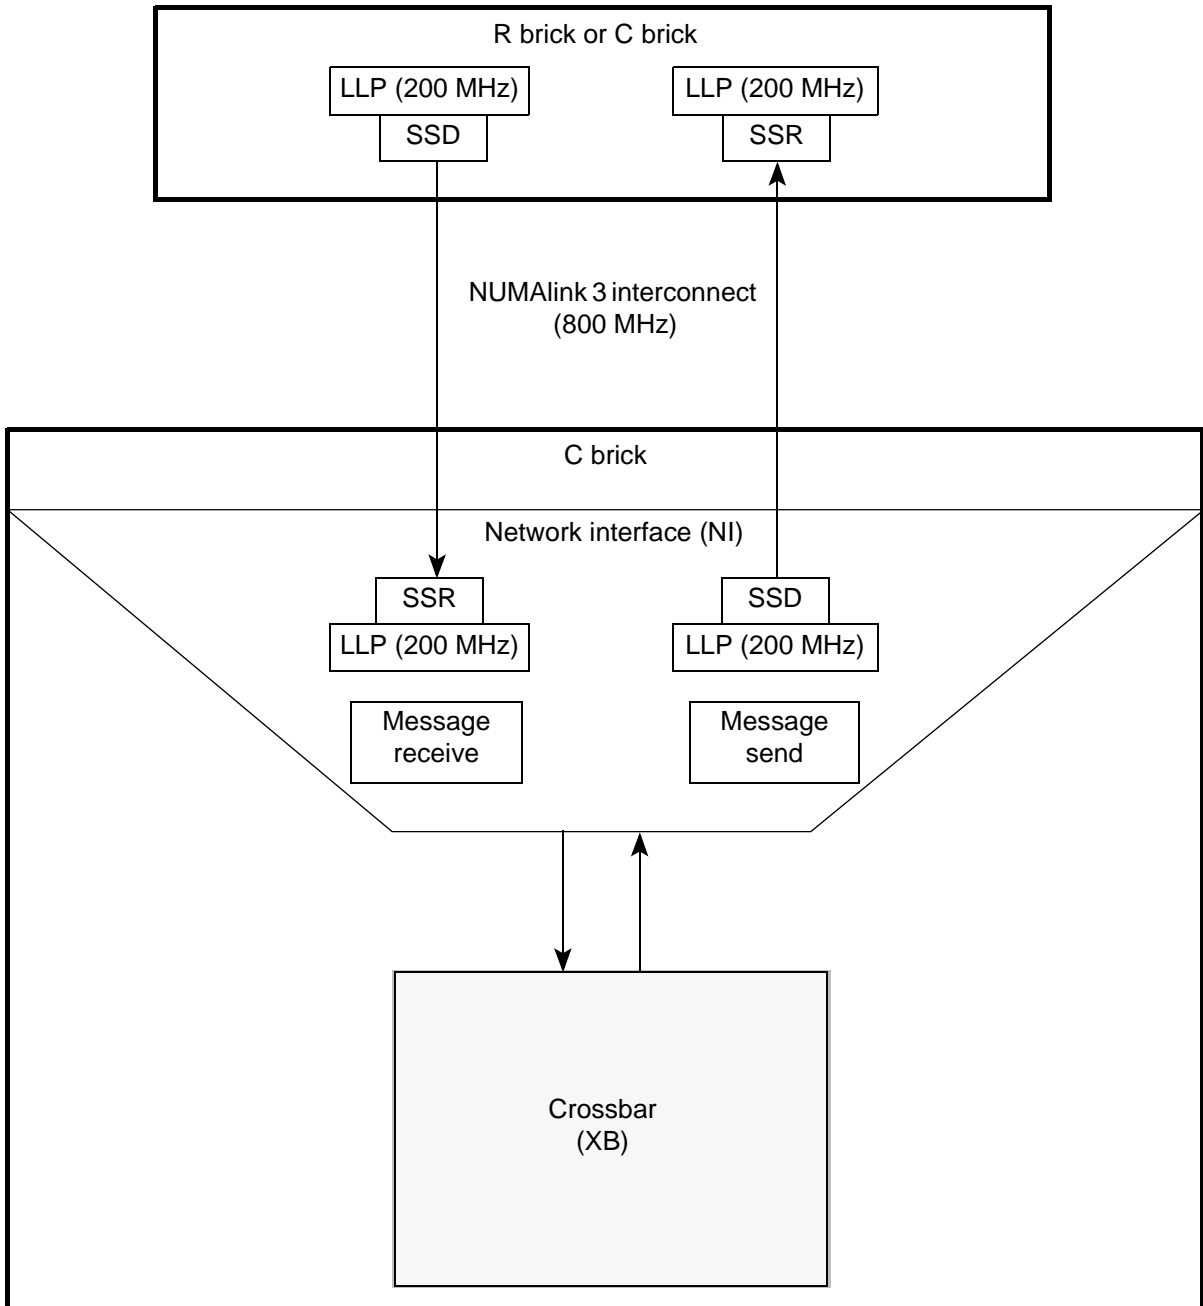 R brick or C brick
LLP (200 MHz)
LLP (200 MHz)
SSD
SSR
NUMAlink 3 interconnect
(800 MHz)
C brick
Network interface (NI)
SSR
SSD
LLP (200 MHz)
LLP (200 MHz)
Message
receive
Message
send
Crossbar
(XB)